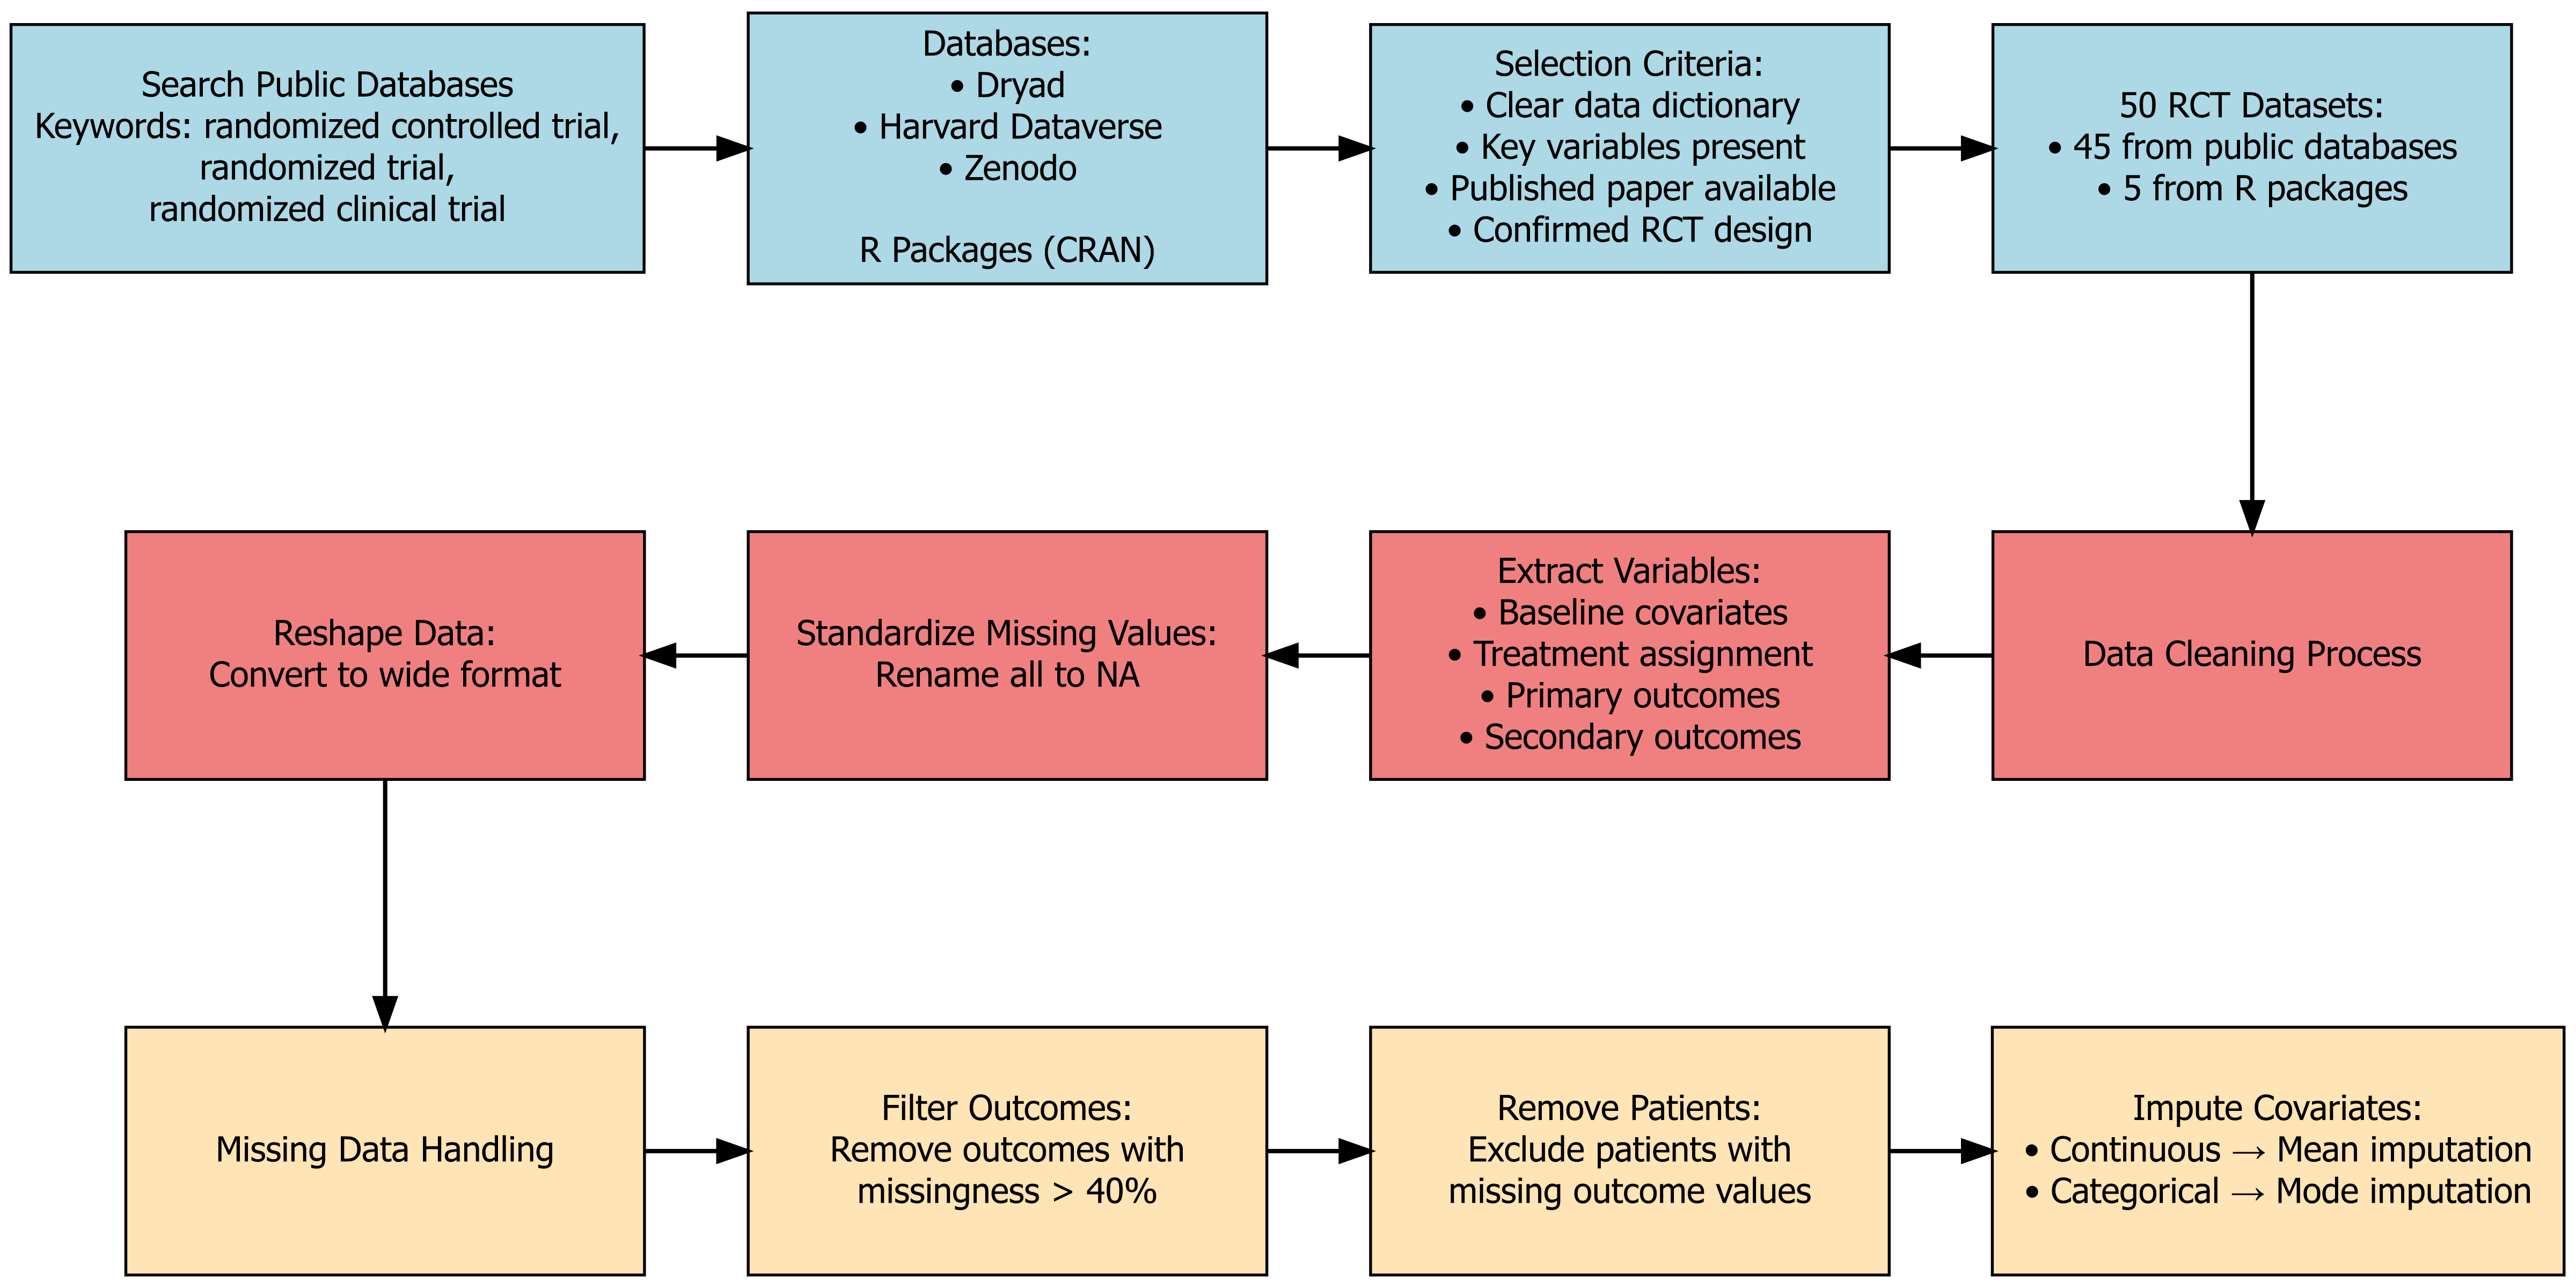 Search Public Databases
Keywords: randomized controlled trial,
randomized trial,
randomized clinical trial
Databases:
• Dryad
• Harvard Dataverse
• Zenodo
R Packages (CRAN)
Selection Criteria:
• Clear data dictionary
• Key variables present
• Published paper available
• Confirmed RCT design
50 RCT Datasets:
• 45 from public databases
• 5 from R packages
Data Cleaning Process
Extract Variables:
• Baseline covariates
• Treatment assignment
• Primary outcomes
• Secondary outcomes
Standardize Missing Values:
Rename all to NA
Reshape Data:
Convert to wide format
Missing Data Handling
Filter Outcomes:
Remove outcomes with
missingness > 40%
Remove Patients:
Exclude patients with
missing outcome values
Impute Covariates:
• Continuous → Mean imputation
• Categorical → Mode imputation